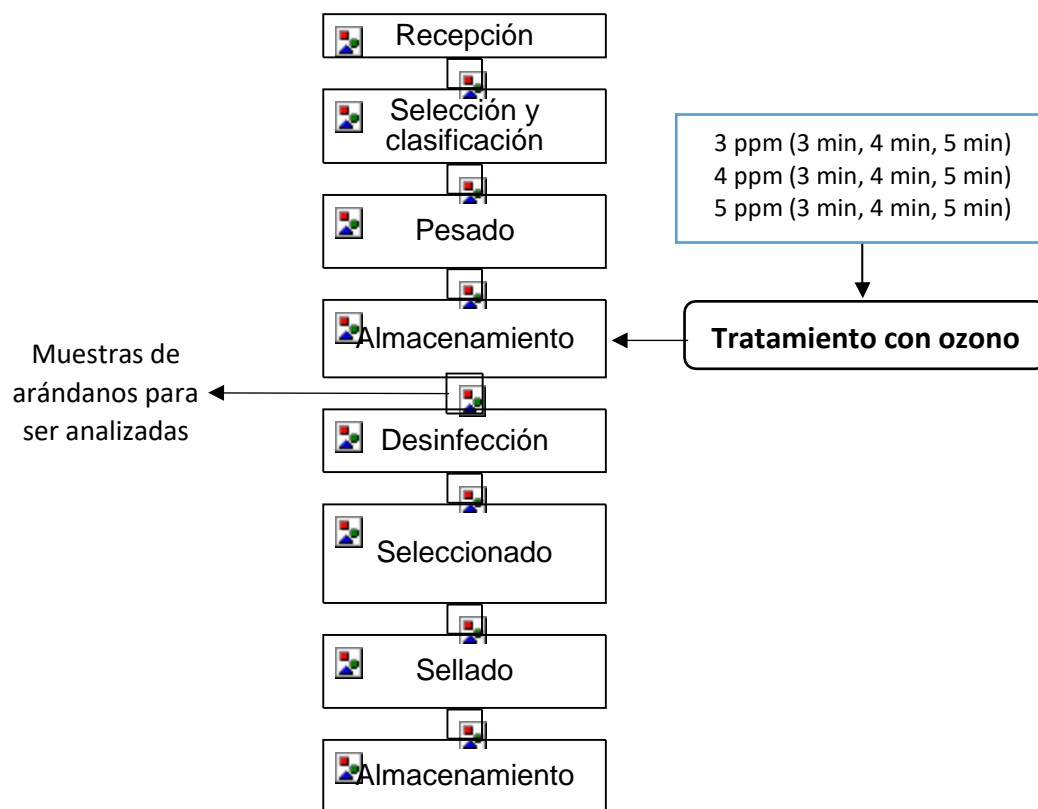 Recepción
Selección y
clasificación
3 ppm (3 min, 4 min, 5 min)
4 ppm (3 min, 4 min, 5 min)
5 ppm (3 min, 4 min, 5 min)
Pesado
Almacenamiento
Tratamiento con ozono
Muestras de
arándanos para
ser analizadas
Desinfección
Seleccionado
Sellado
Almacenamiento